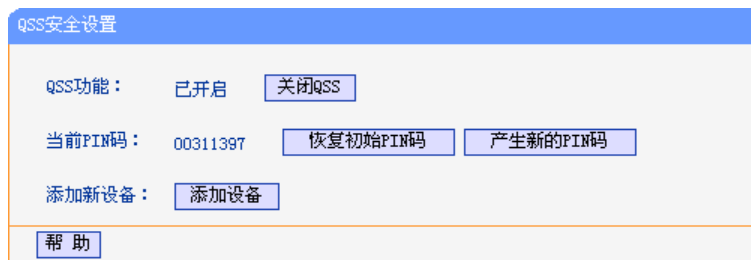 QSS安全设置
QSS功能： 已开启 关闭QSS
当前PIN码： 00311397 恢复初始PIN码 产生新的PIN码
添加新设备： 添加设备
帮 助